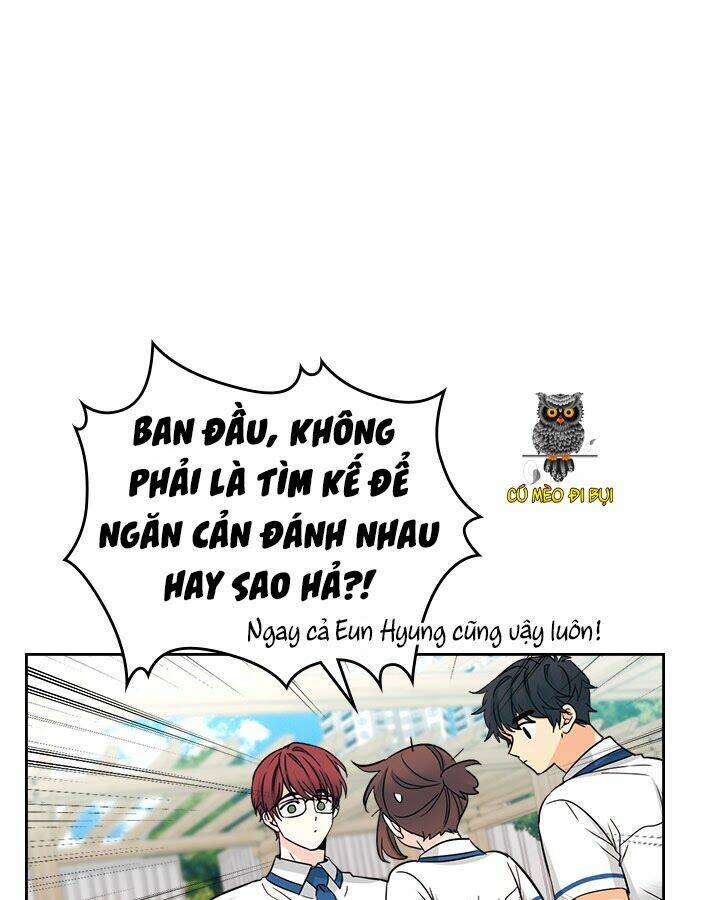 BAN ĐẦU, KHÔNG
PHẢI LÀ TÌM KẾ ĐỂ
NGĂN CẢN ĐÁNH NHAU
HAY SAO HẢ?!
CÚ MÈO ĐI BỤI
Ngay cả Eun Hyung cũng vậy luôn!